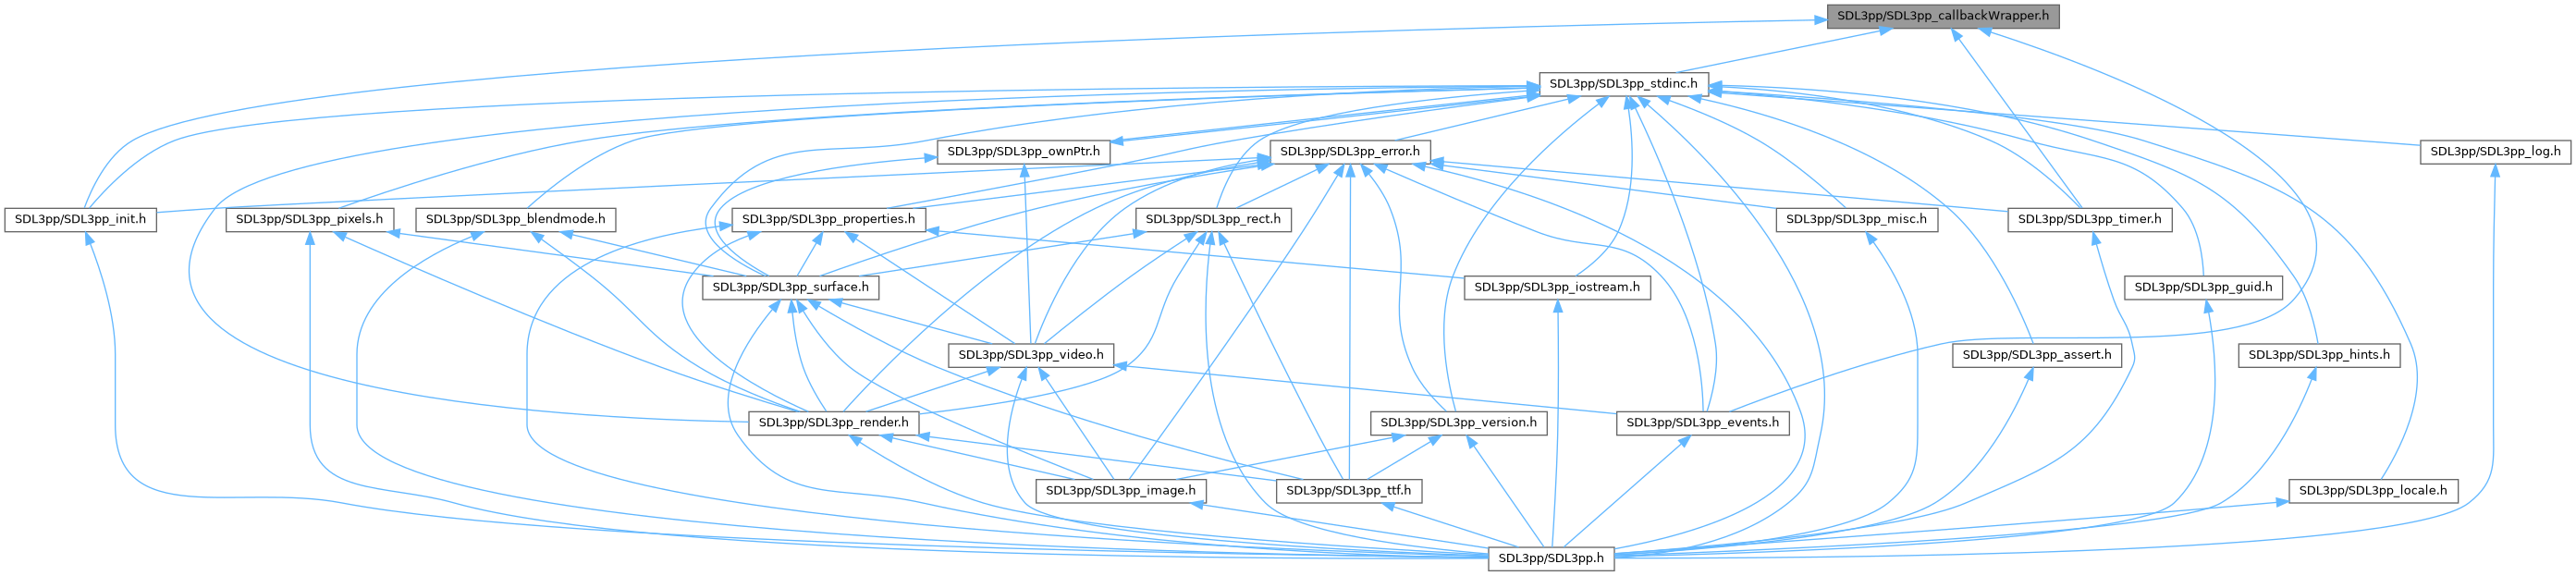 SDL3pp/SDL3pp_callbackWrapper.h
SDL3pp/SDL3pp_stdinc.h
SDL3pp/SDL3pp_ownPtr.h
SDL3pp/SDL3pp_error.h
SDL3pp/SDL3pp_log.h
SDL3pp/SDL3pp_init.h
SDL3pp/SDL3pp_pixels.h
SDL3pp/SDL3pp_blendmode.h
SDL3pp/SDL3pp_properties.h
SDL3pp/SDL3pp_rect.h
SDL3pp/SDL3pp_misc.h
SDL3pp/SDL3pp_timer.h
SDL3pp/SDL3pp_surface.h
SDL3pp/SDL3pp_iostream.h
SDL3pp/SDL3pp_guid.h
SDL3pp/SDL3pp_video.h
SDL3pp/SDL3pp_assert.h
SDL3pp/SDL3pp_hints.h
SDL3pp/SDL3pp_render.h
SDL3pp/SDL3pp_version.h
SDL3pp/SDL3pp_events.h
SDL3pp/SDL3pp_image.h
SDL3pp/SDL3pp_ttf.h
SDL3pp/SDL3pp_locale.h
SDL3pp/SDL3pp.h